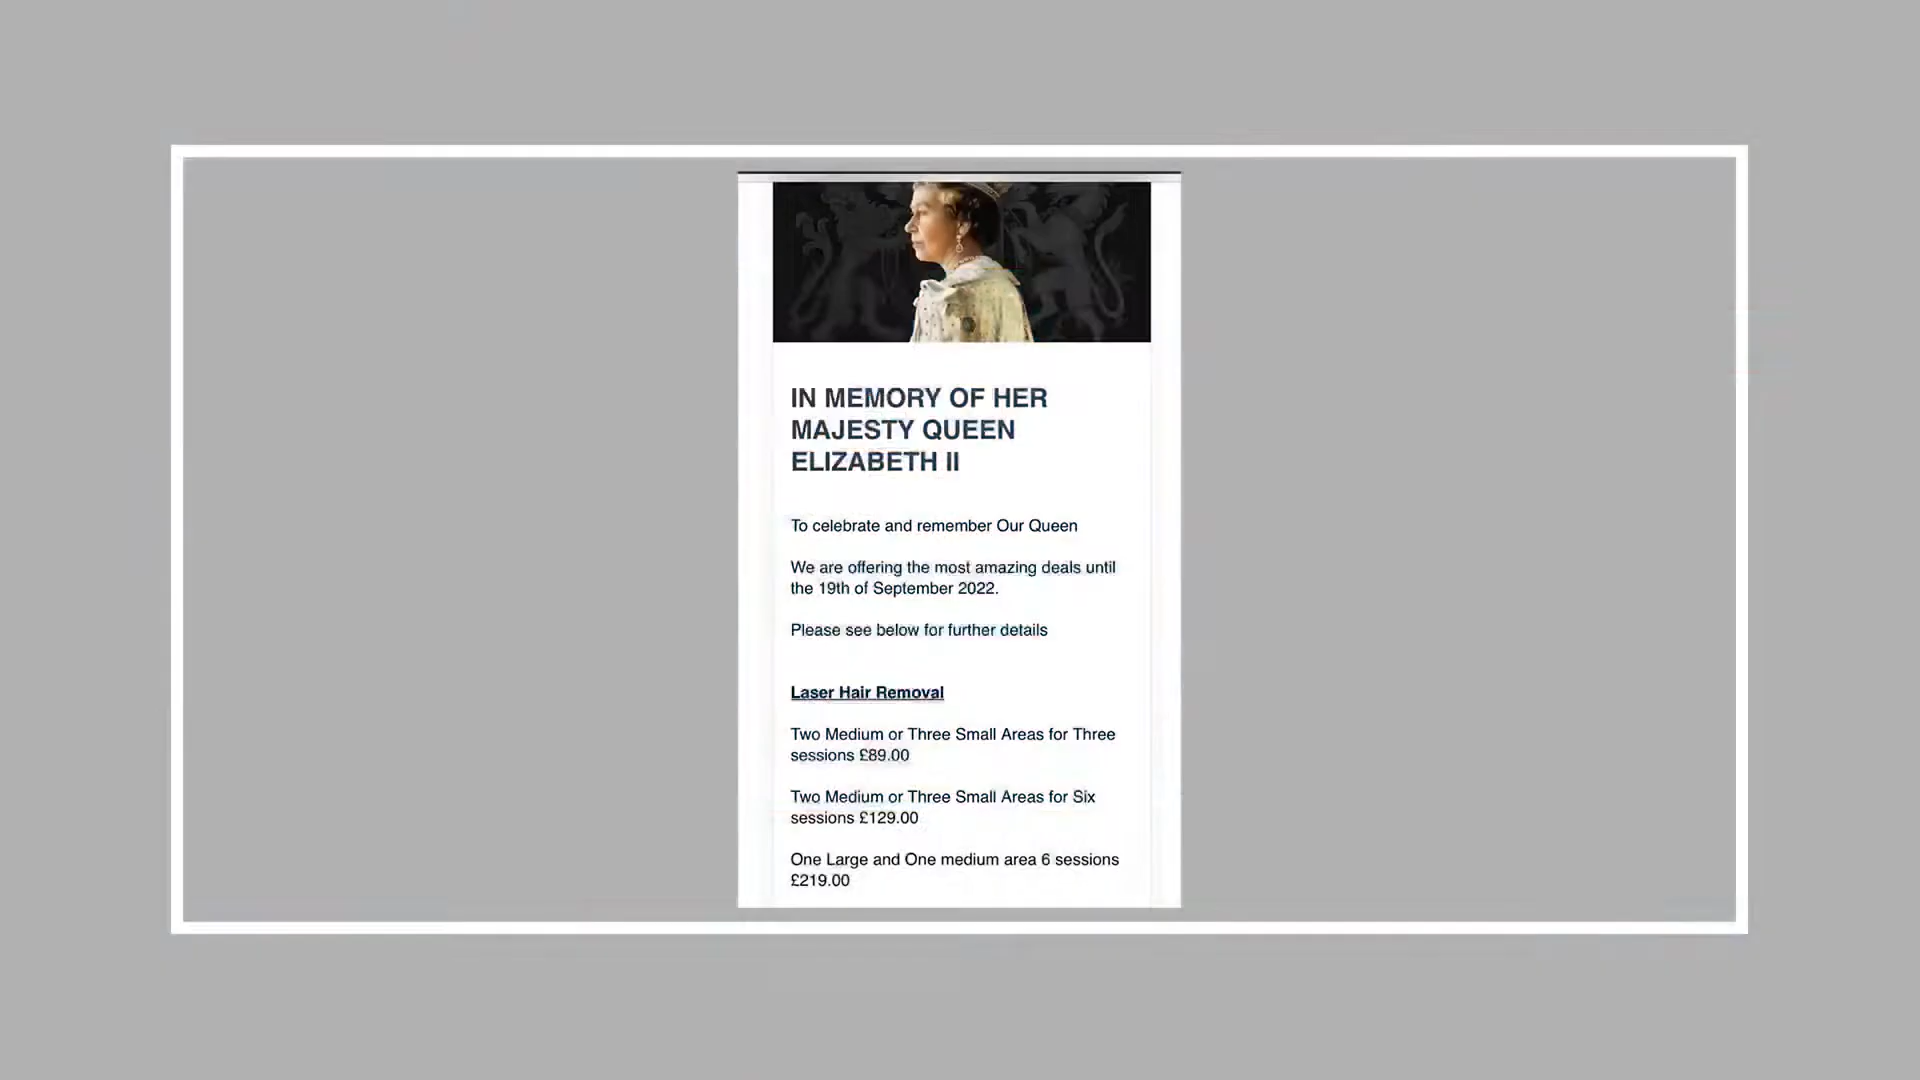 IN MEMORY OF HER
MAJESTY QUEEN
ELIZABETH II
To celebrate and remember Our Queen
We are offering the most amazing deals until
the 19th of September 2022.
Please see below for further details
Laser Hair Removal
Two Medium or Three Small Areas for Three
sessions £89.00
Two Medium or Three Small Areas for Six
sessions £129.00
One Large and One medium area 6 sessions
£219.00